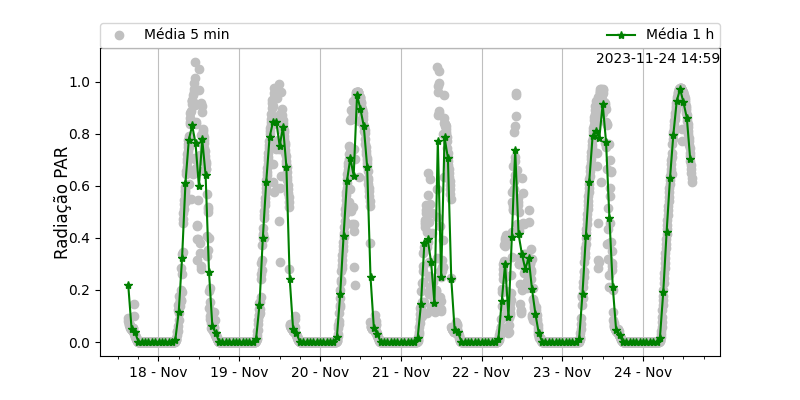 Média 5 min
Média 1 h
2023-11-24 14:59
Radiação PAR
1.0
0.8
0.6
0.4
0.2
0.0
18 - Nov
19 - Nov
20 - Nov
21 - Nov
22 - Nov
23 - Nov
24 - Nov